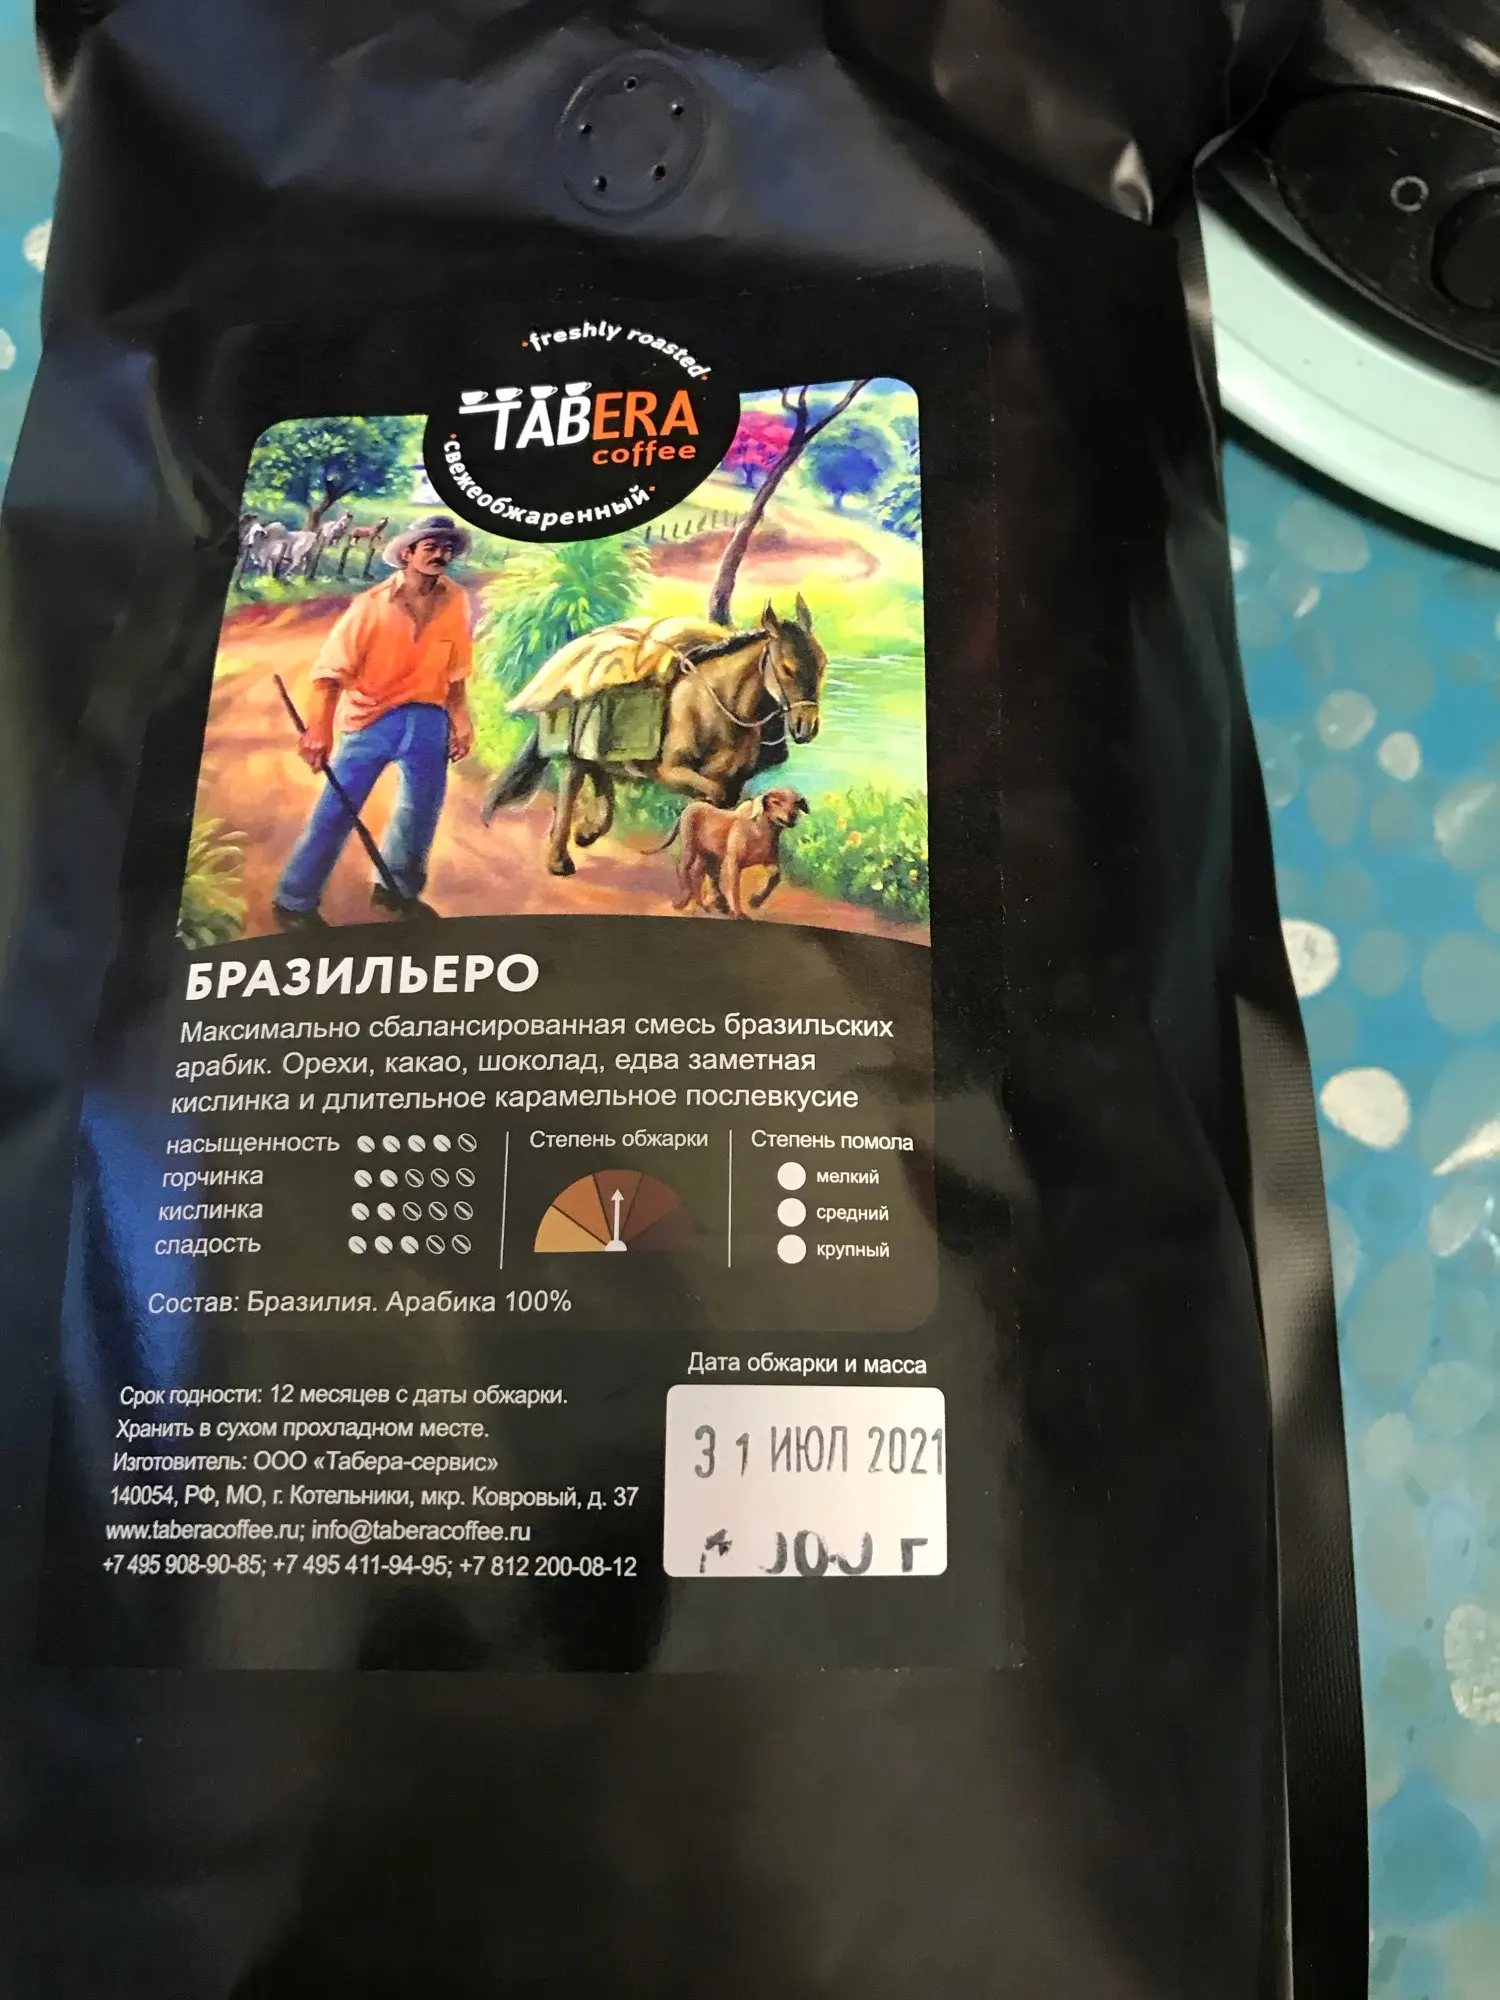 freshly roasted
TABERA
coffee
свежеобжаренный
БРАЗИЛЬЕРО
Максимально сбалансированная смесь бразильских
арабик. Орехи, какао, шоколад, едва заметная
кислинка и длительное карамельное послевкусие
насыщенность
горчинка
кислинка
сладость
Степень обжарки
Степень помола
мелкий
средний
крупный
Состав: Бразилия. Арабика 100%
Дата обжарки и масса
31 ИЮЛ 2021
г
Срок годности: 12 месяцев с даты обжарки.
Хранить в сухом прохладном месте.
Изготовитель: ООО «Табера-сервис»
140054, РФ, МО, г. Котельники, мкр. Ковровый, д. 37
www.taberacoffee.ru; info@taberacoffee.ru
+7 495 908-90-85; +7 495 411-94-95; +7 812 200-08-12